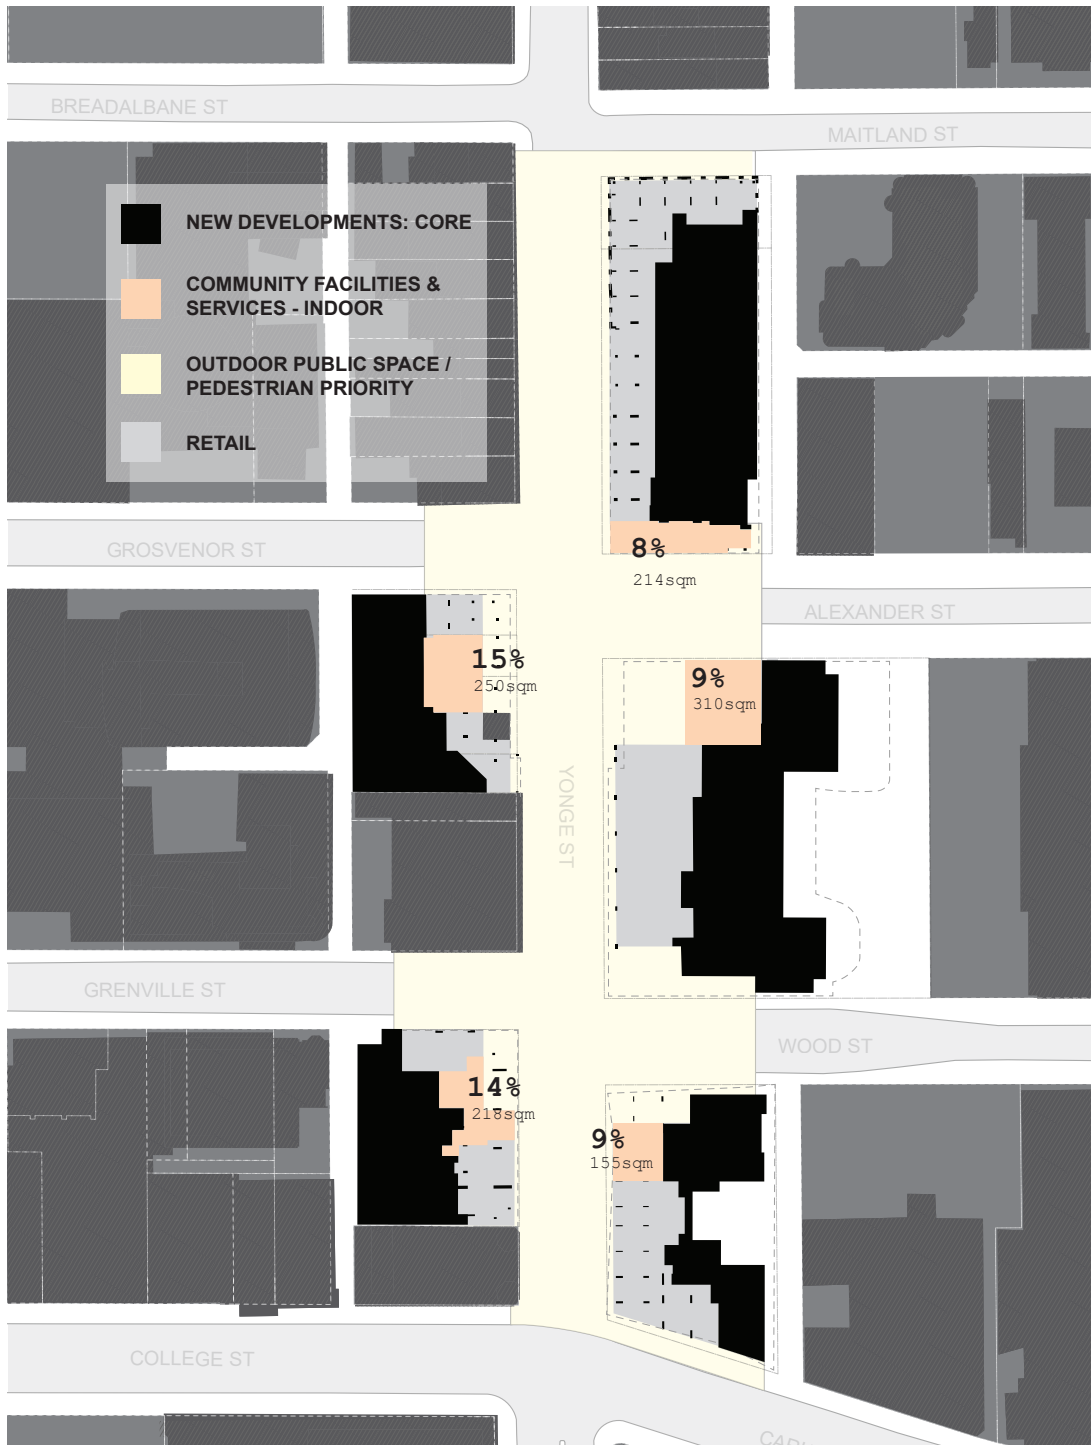 BREADALBANE ST
MAITLAND ST
NEW DEVELOPMENTS: CORE
COMMUNITY FACILITIES &
SERVICES - INDOOR
OUTDOOR PUBLIC SPACE /
PEDESTRIAN PRIORITY
RETAIL
GROSVENOR ST
8%
214sqm
ALEXANDER ST
15%
250sqm
9%
310sqm
YONGE ST
GRENVILLE ST
WOOD ST
14%
218sqm
9%
155sqm
COLLEGE ST